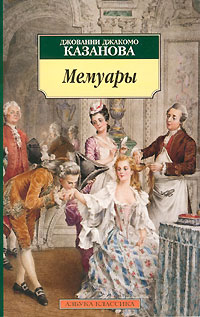 ДЖОВАННИ ДЖАКОМО
КАЗАНОВА
Мемуары
АЗБУКА-КЛАССИКА